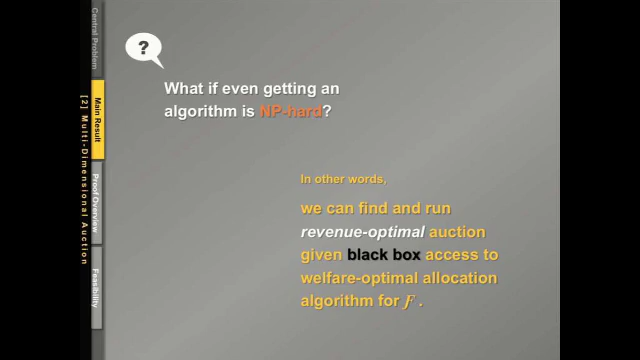 ?
What if even getting an
algorithm is NP-hard?
In other words,
we can find and run
revenue-optimal auction
given black box access to
welfare-optimal allocation
algorithm for F .
Central Problem
Main Result
Proof Overview
Feasibility
[2] Multi-Dimensional Auction